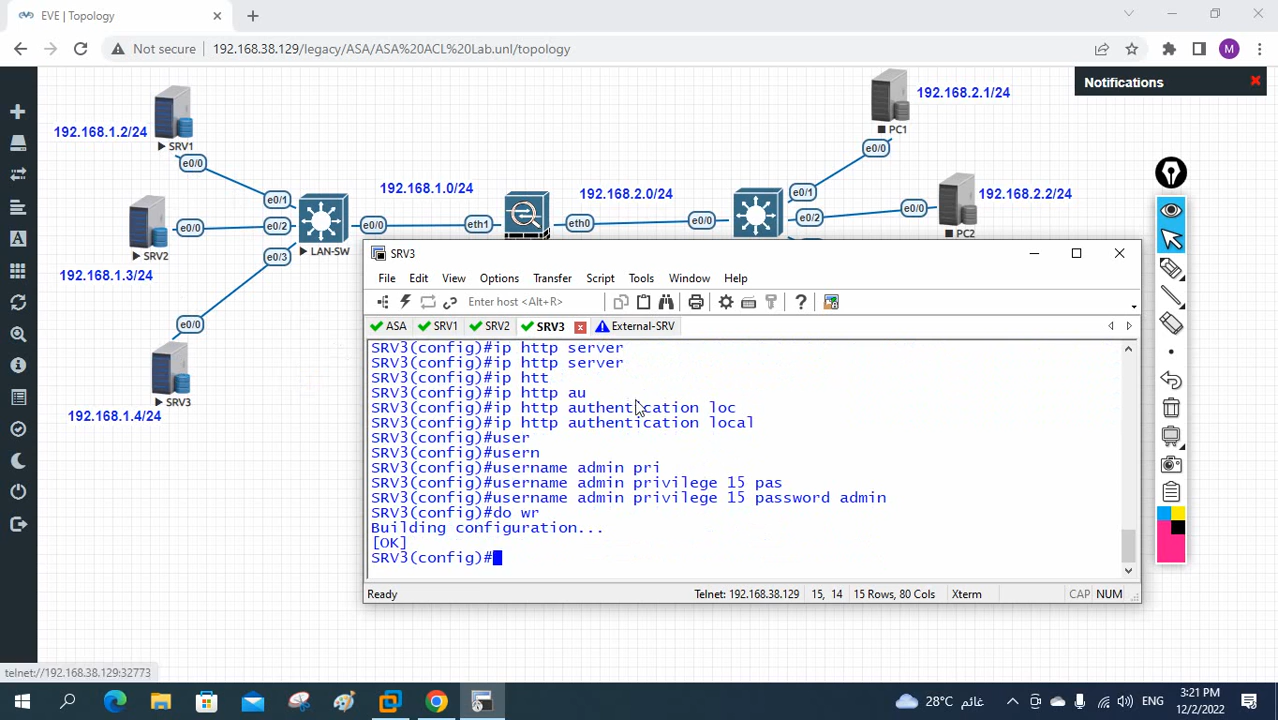 EVE | Topology
Not secure
192.168.38.129/legacy/ASA/ASA%20ACL%20Lab.unl/topology
M
Notifications
192.168.1.2/24
SRV1
e0/0
192.168.2.1/24
PC1
e0/0
192.168.1.0/24
192.168.2.0/24
192.168.2.2/24
e0/1
e0/1
SRV2
e0/0
e0/2
LAN-SW
e0/0
eth1
eth0
e0/0
e0/2
e0/0
PC2
192.168.1.3/24
e0/3
e0/0
SRV3
192.168.1.4/24
SRV3
File Edit View Options Transfer Script Tools Window Help
Enter host <Alt+R>
ASA SRV1 SRV2 SRV3 External-SRV
SRV3(config)#ip http server
SRV3(config)#ip http server
SRV3(config)#ip htt
SRV3(config)#ip http au
SRV3(config)#ip http authentication loc
SRV3(config)#ip http authentication local
SRV3(config)#user
SRV3(config)#usern
SRV3(config)#username admin pri
SRV3(config)#username admin privilege 15 pas
SRV3(config)#username admin privilege 15 password admin
SRV3(config)#do wr
Building configuration...
[OK]
SRV3(config)#
Ready Telnet: 192.168.38.129 15, 14 15 Rows, 80 Cols Xterm CAP NUM
telnet://192.168.38.129:32773
28°C غائم
ENG
3:21 PM
12/2/2022